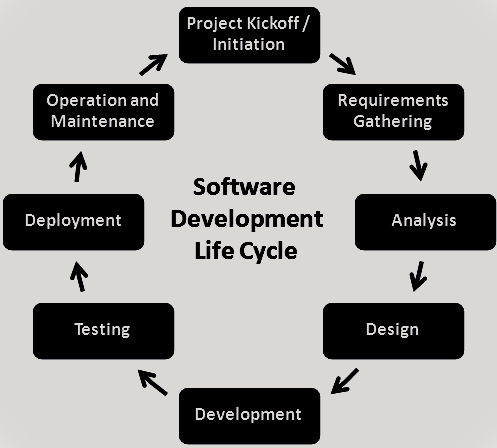 Project Kickoff /
Initiation
Requirements
Gathering
Analysis
Design
Development
Testing
Deployment
Operation and
Maintenance
Software
Development
Life Cycle